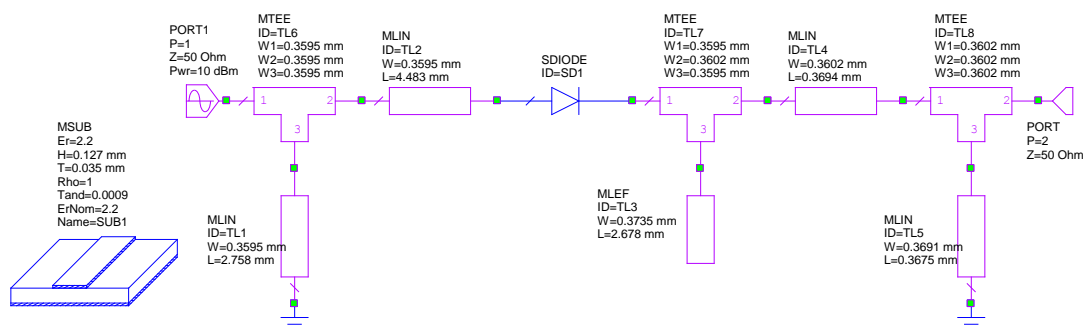 PORT1
P=1
Z=50 Ohm
Pwr=10 dBm
MTEE
ID=TL6
W1=0.3595 mm
W2=0.3595 mm
W3=0.3595 mm
1
2
3
MLIN
ID=TL2
W=0.3595 mm
L=4.483 mm
SDIODE
ID=SD1
MTEE
ID=TL7
W1=0.3595 mm
W2=0.3602 mm
W3=0.3595 mm
1
2
3
MLIN
ID=TL4
W=0.3602 mm
L=0.3694 mm
MTEE
ID=TL8
W1=0.3602 mm
W2=0.3602 mm
W3=0.3602 mm
1
2
3
PORT
P=2
Z=50 Ohm
MSUB
Er=2.2
H=0.127 mm
T=0.035 mm
Rho=1
Tand=0.0009
ErNom=2.2
Name=SUB1
MLIN
ID=TL1
W=0.3595 mm
L=2.758 mm
MLEF
ID=TL3
W=0.3735 mm
L=2.678 mm
MLIN
ID=TL5
W=0.3691 mm
L=0.3675 mm